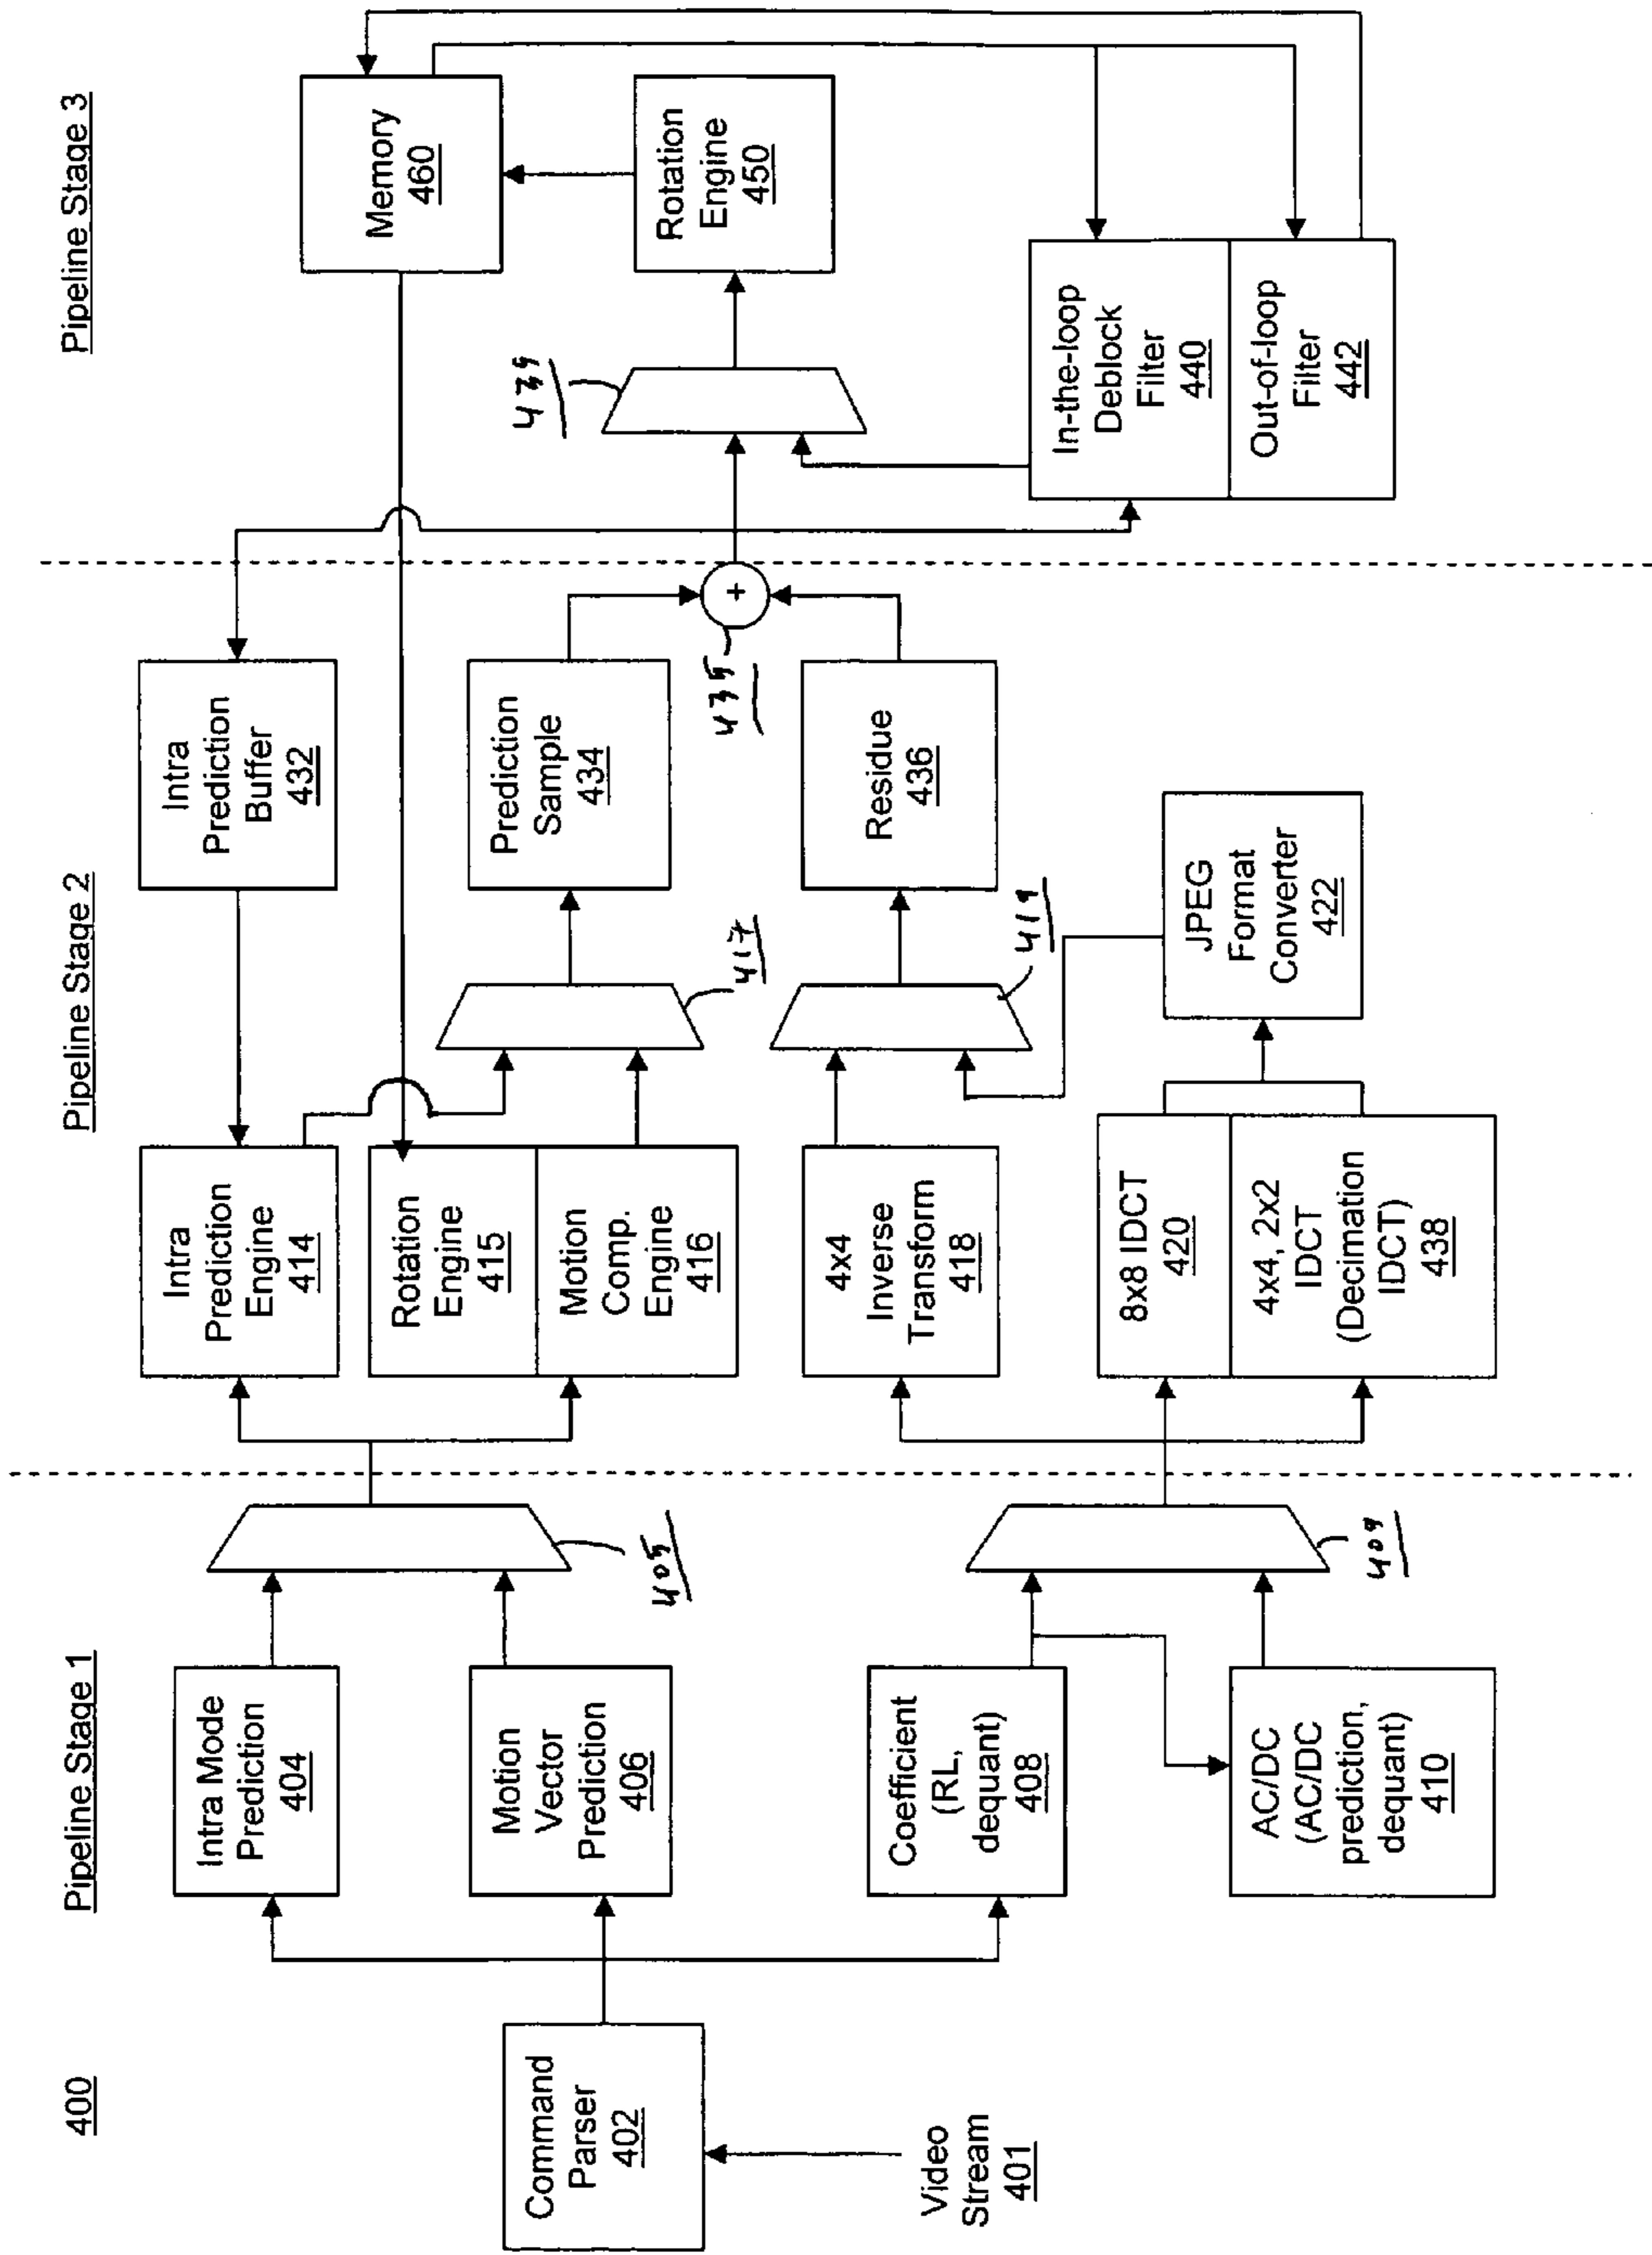 400
Pipeline Stage 1
Pipeline Stage 2
Pipeline Stage 3
Video
Stream
401
Command
Parser
402
Intra Mode
Prediction
404
Motion
Vector
Prediction
406
405
Coefficient
(RL,
dequant)
408
AC/DC
(AC/DC
prediction,
dequant)
410
409
Intra
Prediction
Engine
414
Rotation
Engine
415
Motion
Comp.
Engine
416
417
4x4
Inverse
Transform
418
419
8x8 IDCT
420
4x4, 2x2
IDCT
(Decimation
IDCT)
438
JPEG
Format
Converter
422
Intra
Prediction
Buffer
432
Prediction
Sample
434
Residue
436
+
435
439
Memory
460
Rotation
Engine
450
In-the-loop
Deblock
Filter
440
Out-of-loop
Filter
442